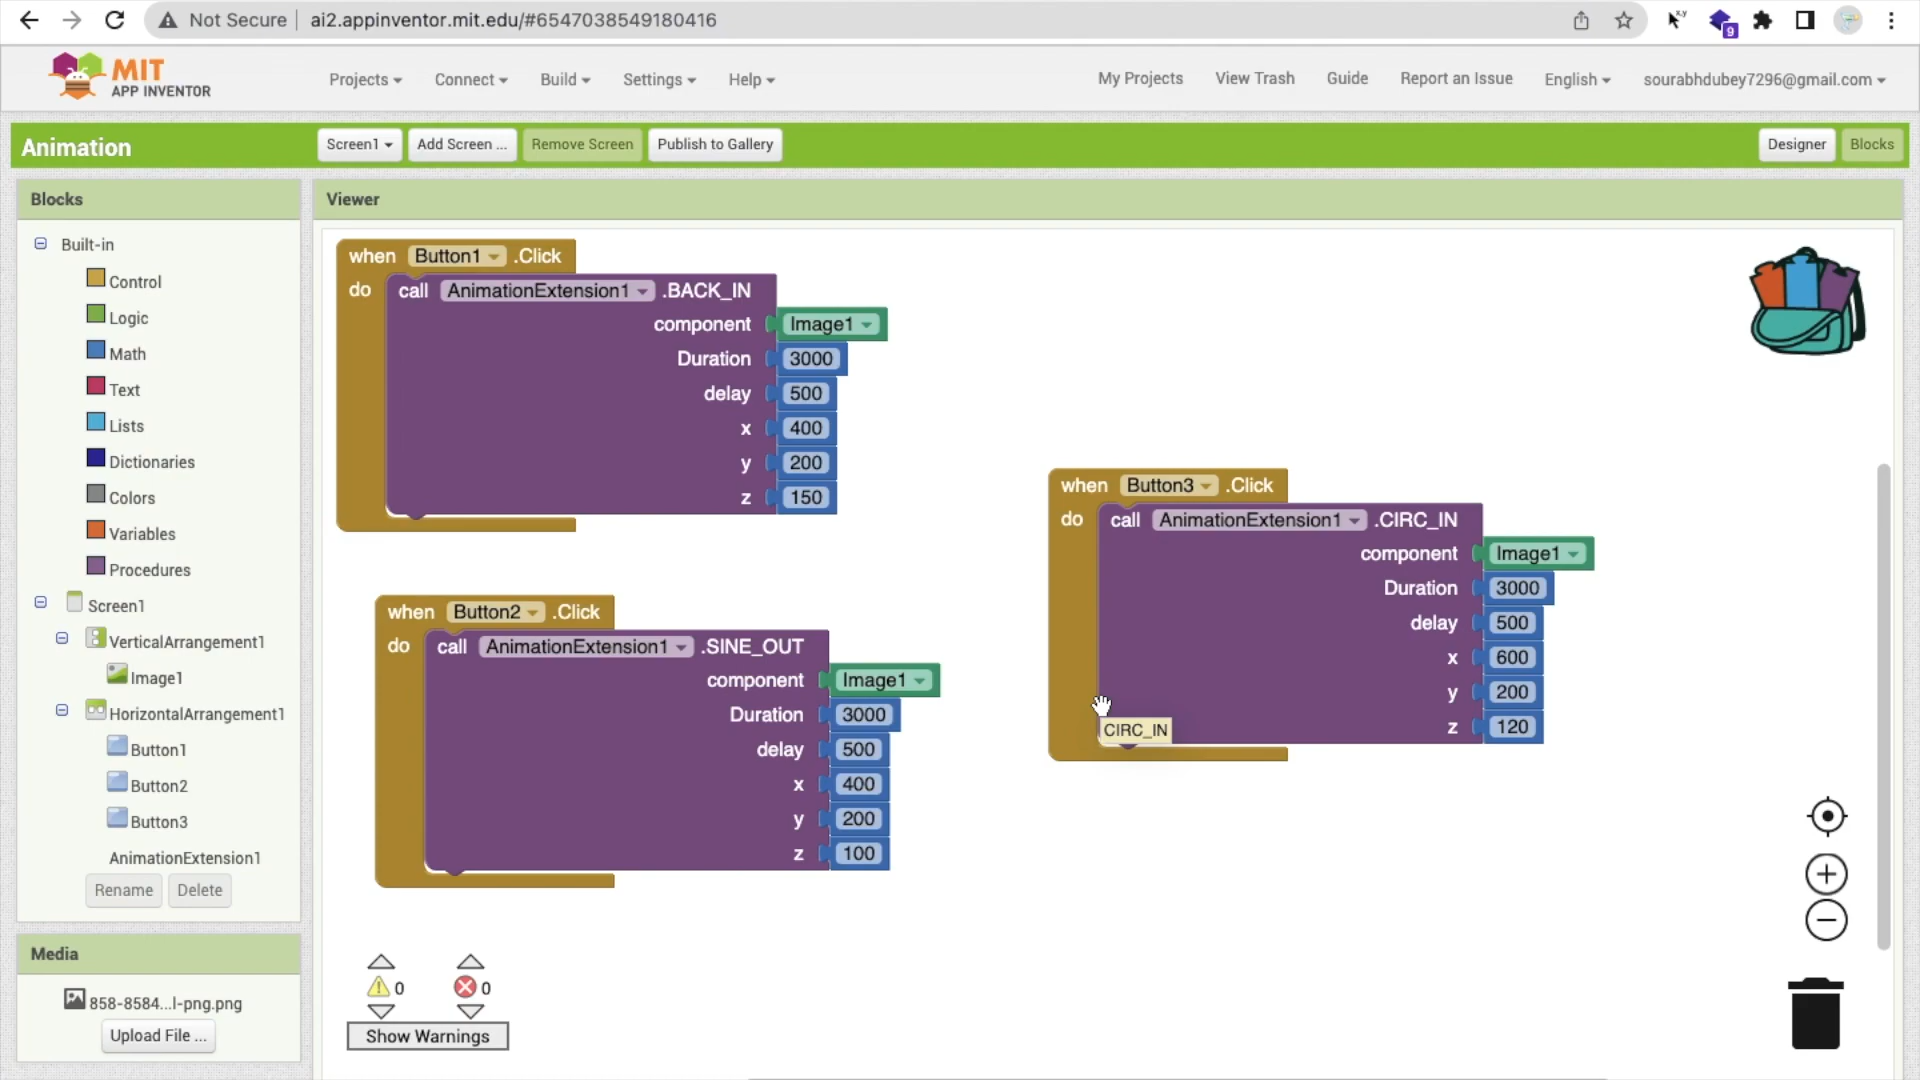 Not Secure | ai2.appinventor.mit.edu/#6547038549180416
x,y
9
MIT
APP INVENTOR
Projects Connect Build Settings Help
My Projects View Trash Guide Report an Issue English sourabhdubey7296@gmail.com
Animation
Screen1 Add Screen ... Remove Screen Publish to Gallery
Designer Blocks
Blocks
Built-in
Control
Logic
Math
Text
Lists
Dictionaries
Colors
Variables
Procedures
Screen1
VerticalArrangement1
Image1
HorizontalArrangement1
Button1
Button2
Button3
AnimationExtension1
Rename Delete
Media
858-8584...l-png.png
Upload File ...
Viewer
when Button1 .Click
do call AnimationExtension1 .BACK_IN
component Image1
Duration 3000
delay 500
x 400
y 200
z 150
when Button2 .Click
do call AnimationExtension1 .SINE_OUT
component Image1
Duration 3000
delay 500
x 400
y 200
z 100
when Button3 .Click
do call AnimationExtension1 .CIRC_IN
component Image1
Duration 3000
delay 500
x 600
y 200
z 120
CIRC_IN
0 0
Show Warnings